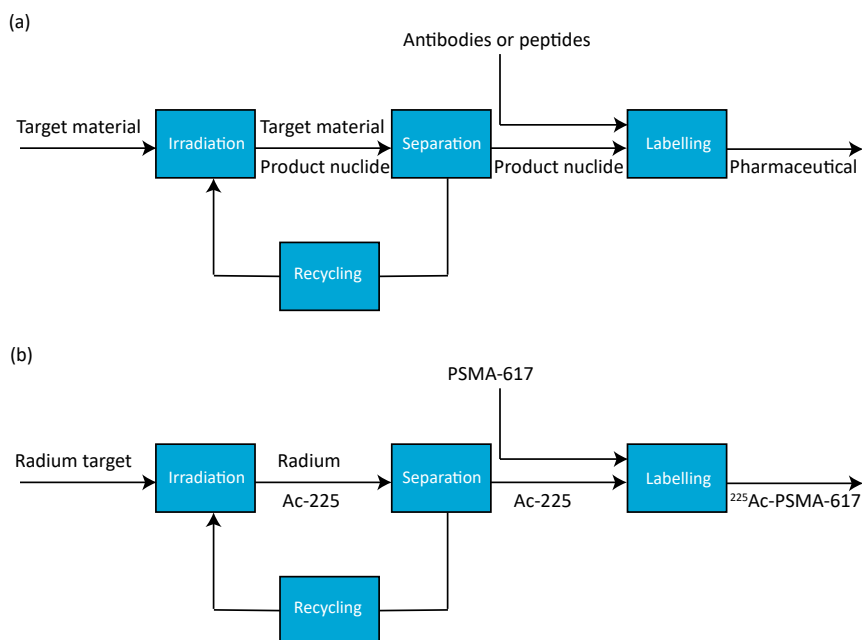 (a)
Antibodies or peptides
Target material
Irradiation
Target material
Product nuclide
Separation
Product nuclide
Labelling
Pharmaceutical
Recycling
(b)
PSMA-617
Radium target
Irradiation
Radium
Ac-225
Separation
Ac-225
Labelling
²²⁵Ac-PSMA-617
Recycling